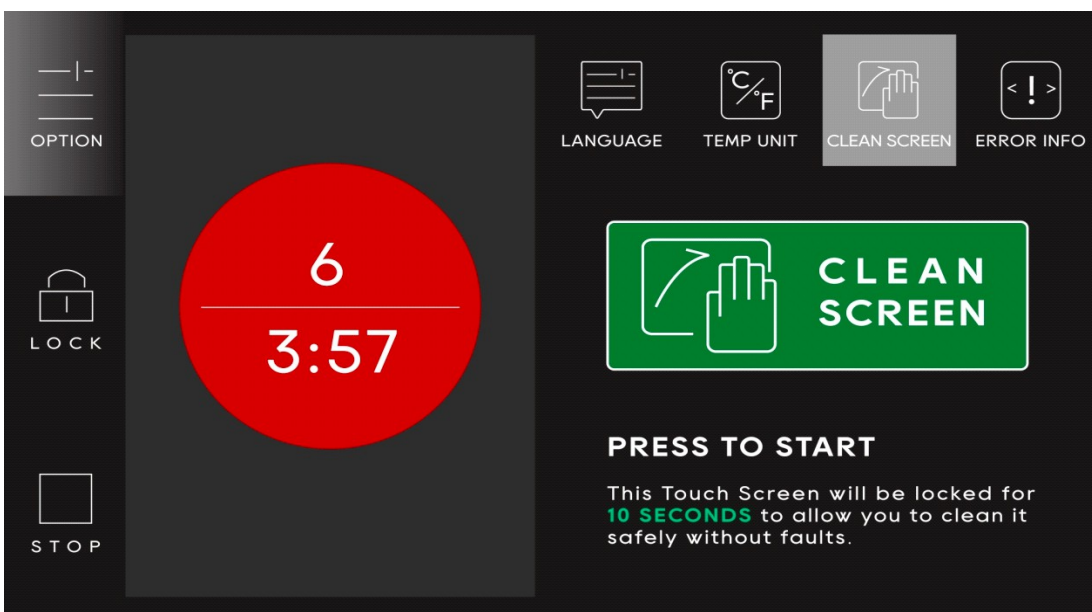 OPTION
LOCK
STOP
6
3:57
LANGUAGE
TEMP UNIT
CLEAN SCREEN
ERROR INFO
°C/°F
< ! >
CLEAN
SCREEN
PRESS TO START
This Touch Screen will be locked for
10 SECONDS to allow you to clean it
safely without faults.